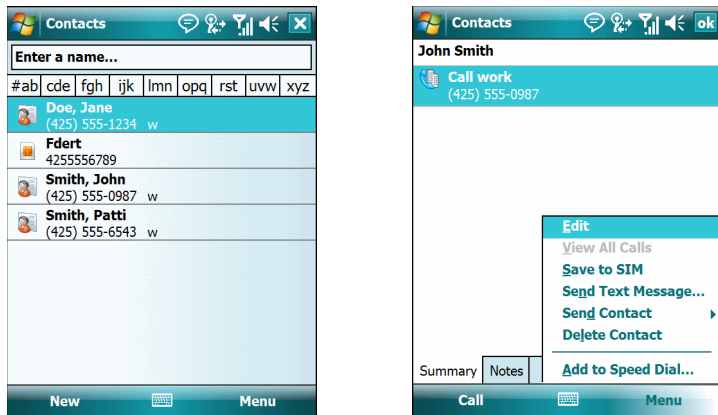 Contacts
Enter a name...
#ab cde fgh ijk lmn opq rst uvw xyz
Doe, Jane
(425) 555-1234 w
Fdert
4255556789
Smith, John
(425) 555-0987 w
Smith, Patti
(425) 555-6543 w
New Menu
Contacts ok
John Smith
Call work
(425) 555-0987
Edit
View All Calls
Save to SIM
Send Text Message...
Send Contact
Delete Contact
Add to Speed Dial...
Summary Notes
Call Menu